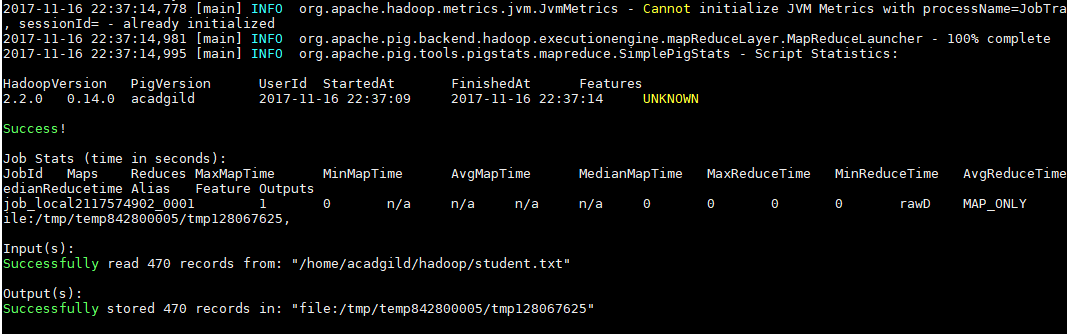 2017-11-16 22:37:14,778 [main] INFO  org.apache.hadoop.metrics.jvm.JvmMetrics - Cannot initialize JVM Metrics with processName=JobTra
, sessionId= - already initialized
2017-11-16 22:37:14,981 [main] INFO  org.apache.pig.backend.hadoop.executionengine.mapReduceLayer.MapReduceLauncher - 100% complete
2017-11-16 22:37:14,995 [main] INFO  org.apache.pig.tools.pigstats.mapreduce.SimplePigStats - Script Statistics:
HadoopVersion   PigVersion      UserId  StartedAt       FinishedAt      Features
2.2.0   0.14.0  acadgild        2017-11-16 22:37:09     2017-11-16 22:37:14     UNKNOWN
Success!
Job Stats (time in seconds):
JobId   Maps    Reduces MaxMapTime      MinMapTime      AvgMapTime      MedianMapTime   MaxReduceTime   MinReduceTime   AvgReduceTime
edianReducetime Alias   Feature Outputs
job_local2117574902_0001        1       0       n/a     n/a     n/a     n/a     0       0       0       0       rawD    MAP_ONLY
ile:/tmp/temp842800005/tmp128067625,
Input(s):
Successfully read 470 records from: "/home/acadgild/hadoop/student.txt"
Output(s):
Successfully stored 470 records in: "file:/tmp/temp842800005/tmp128067625"